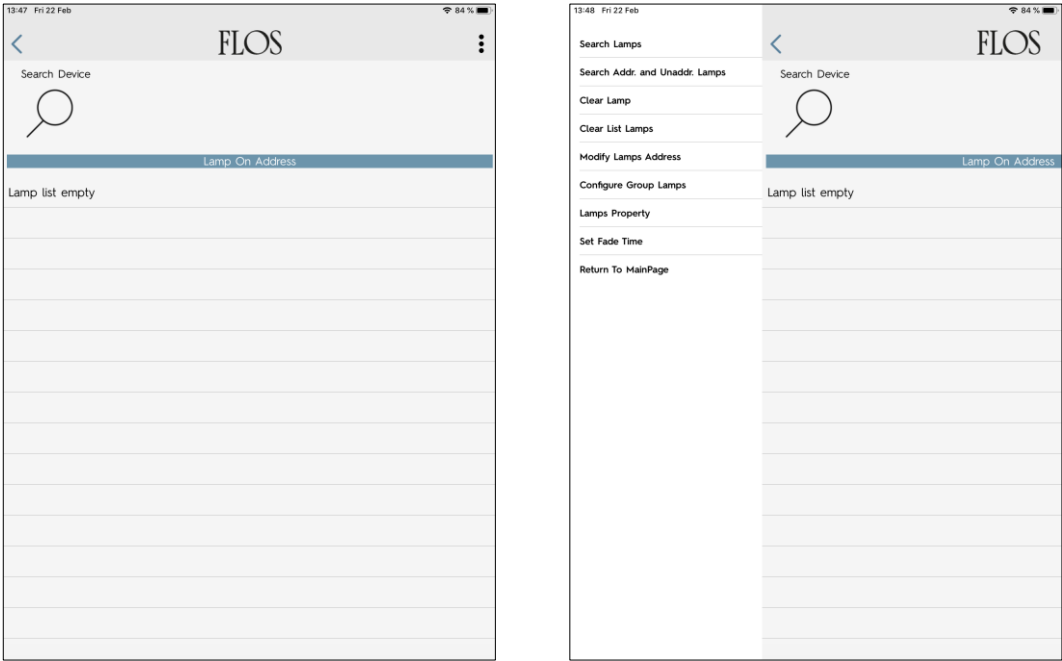 13:47 Fri 22 Feb
84 %
FLOS
Search Device
Lamp On Address
Lamp list empty
13:48 Fri 22 Feb
84 %
Search Lamps
Search Addr. and Unaddr. Lamps
Clear Lamp
Clear List Lamps
Modify Lamps Address
Configure Group Lamps
Lamps Property
Set Fade Time
Return To MainPage
FLOS
Search Device
Lamp On Address
Lamp list empty